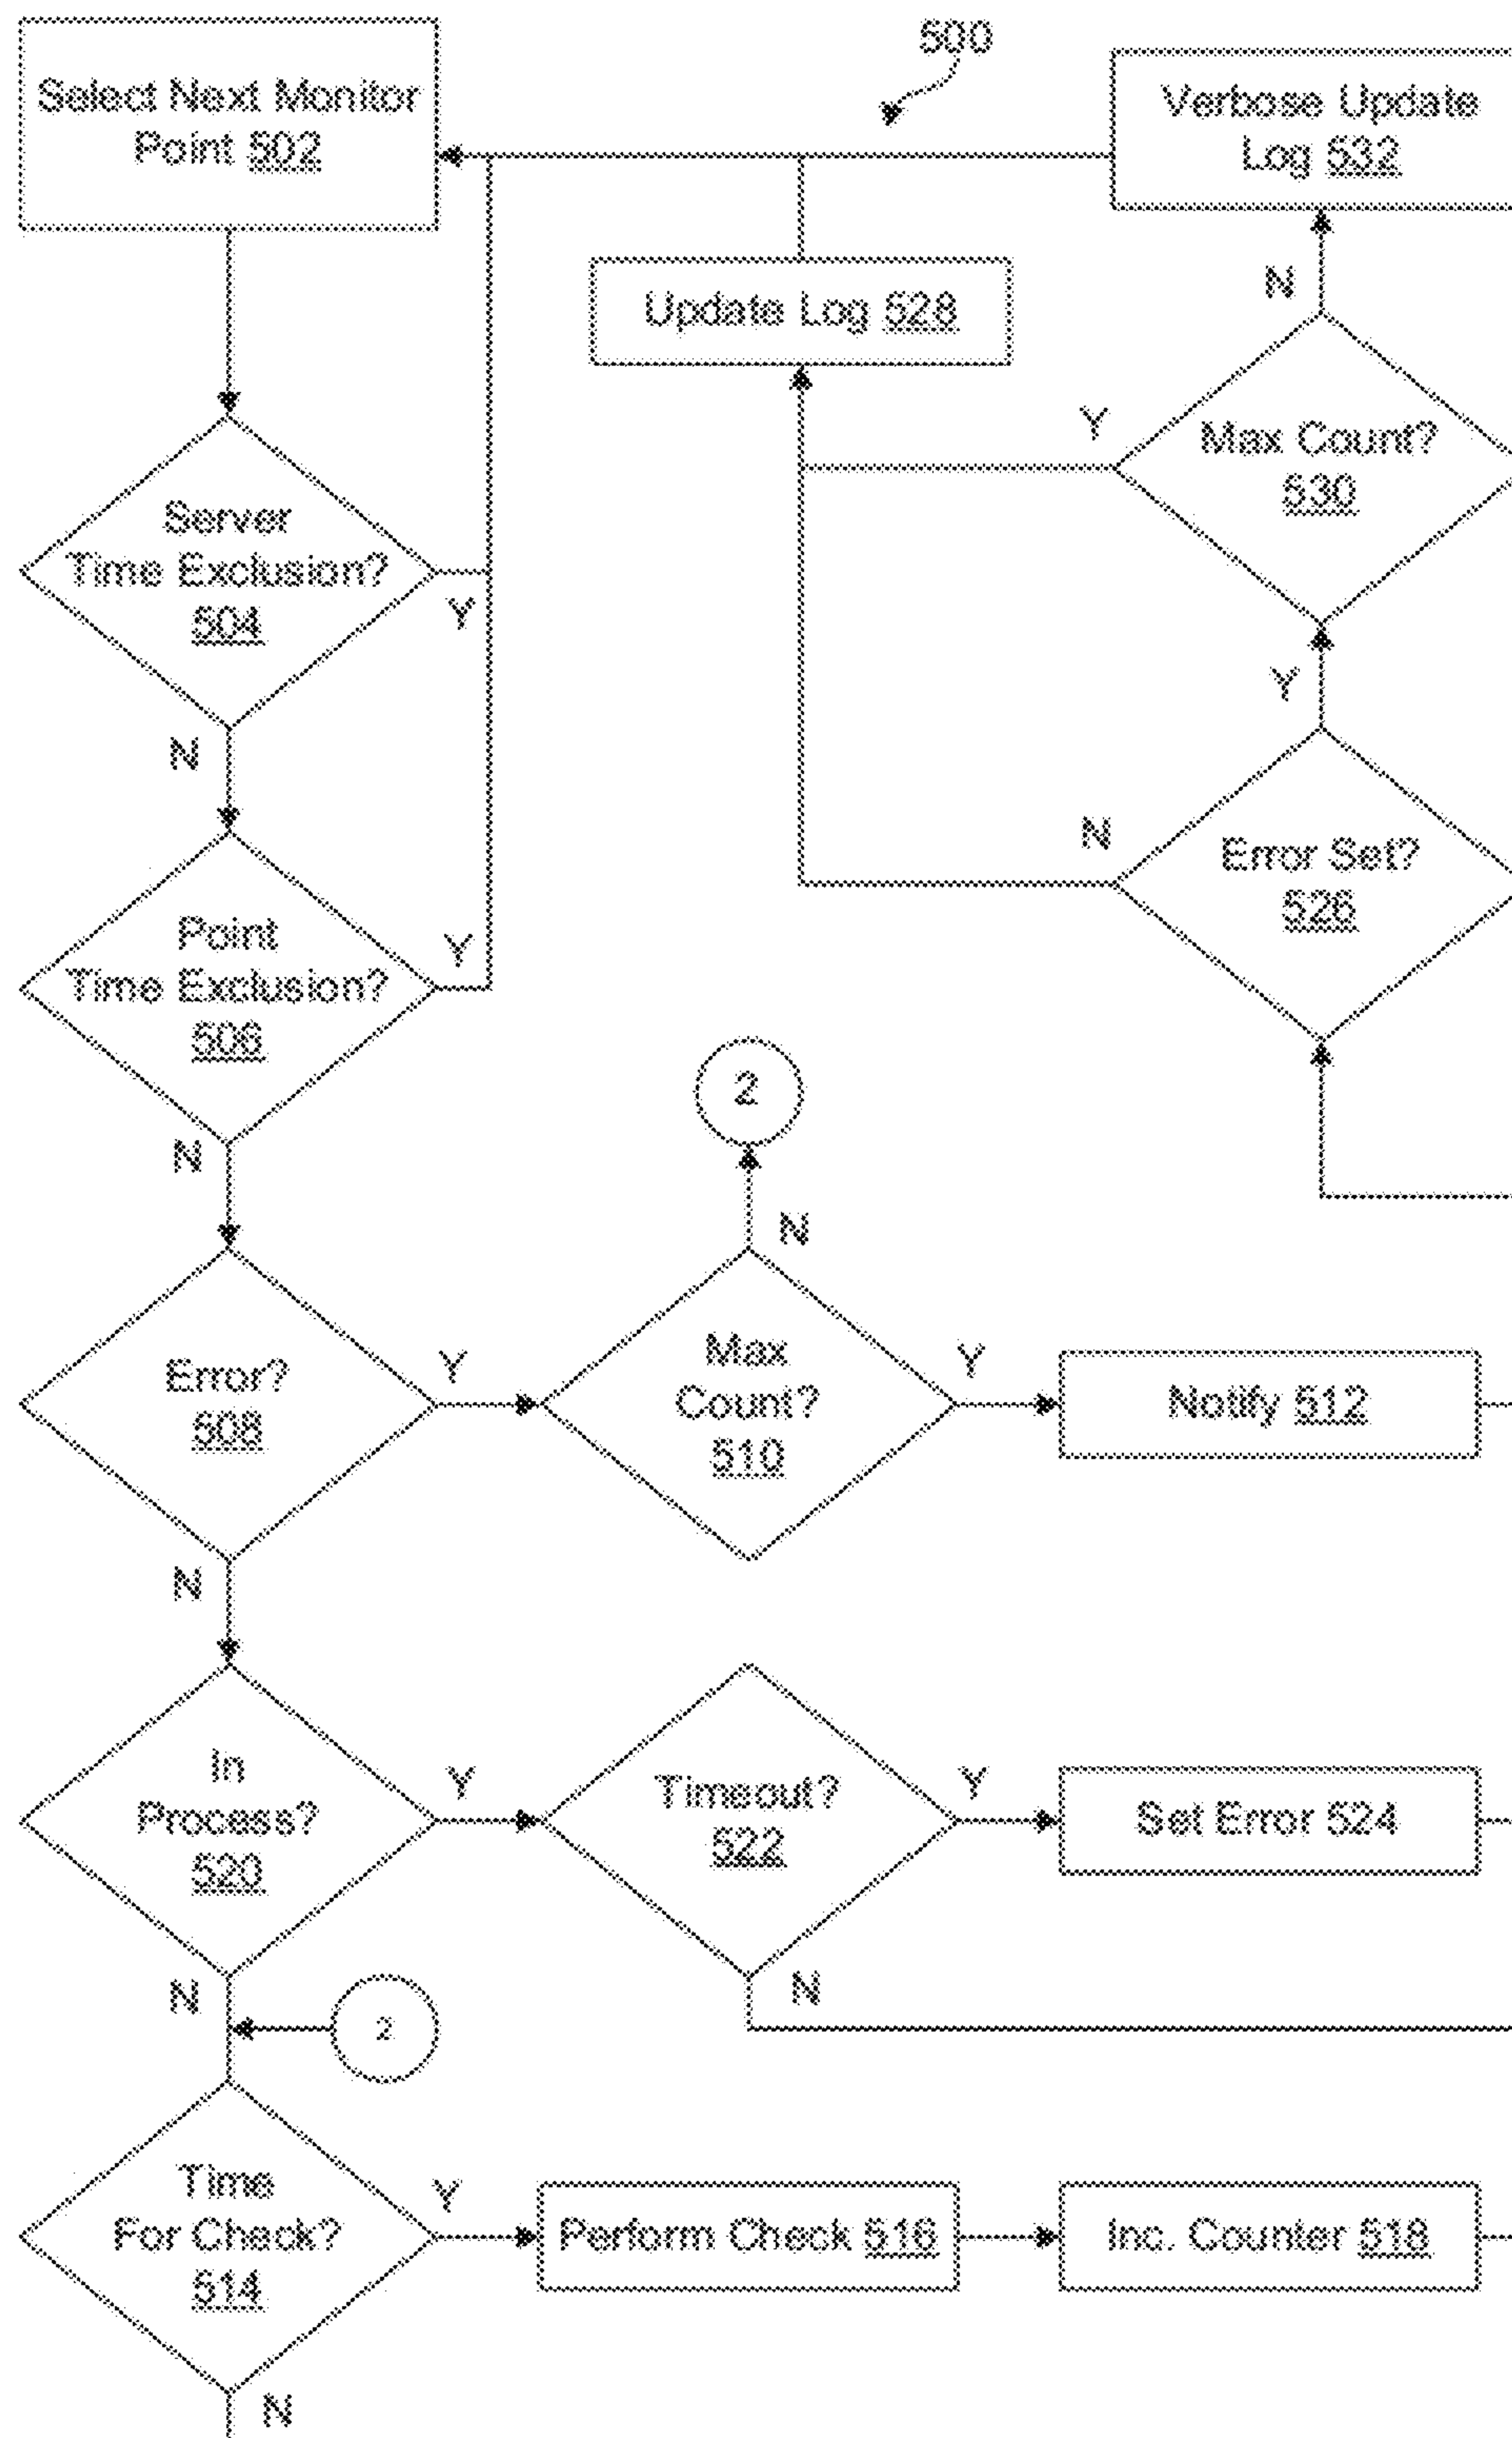 500
Select Next Monitor
Point 502
Verbose Update
Log 532
Update Log 528
N
Y
Max Count?
530
Server
Time Exclusion?
504
Y
N
Y
N
Error Set?
526
Point
Time Exclusion?
506
Y
N
2
N
Error?
508
Y
Max
Count?
510
Y
Notify 512
N
In
Process?
520
Y
Timeout?
522
Y
Set Error 524
N
N
2
Time
For Check?
514
Y
Perform Check 516
Inc. Counter 518
N